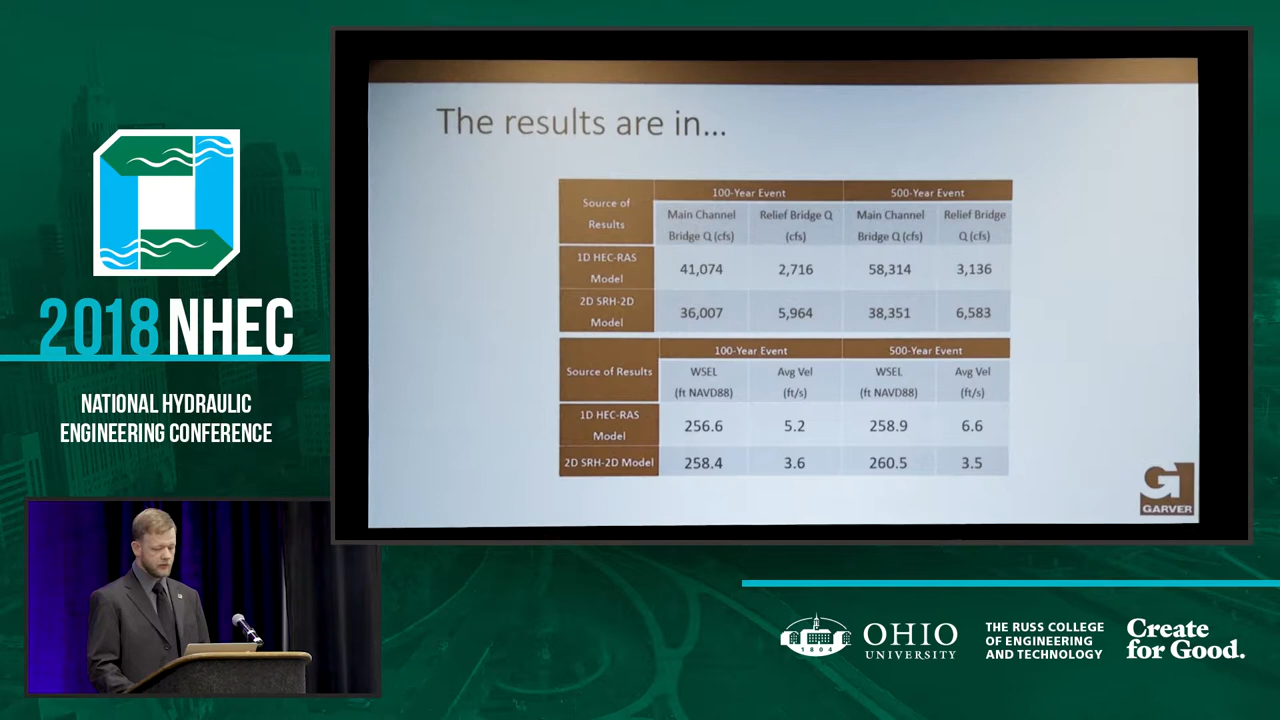 2018 NHEC
NATIONAL HYDRAULIC
ENGINEERING CONFERENCE
The results are in...
Source of
Results
100-Year Event
500-Year Event
Main Channel
Bridge Q (cfs)
Relief Bridge Q
(cfs)
Main Channel
Bridge Q (cfs)
Relief Bridge
Q (cfs)
1D HEC-RAS
Model
41,074
2,716
58,314
3,136
2D SRH-2D
Model
36,007
5,964
38,351
6,583
Source of Results
100-Year Event
500-Year Event
WSEL
(ft NAVD88)
Avg Vel
(ft/s)
WSEL
(ft NAVD88)
Avg Vel
(ft/s)
1D HEC-RAS
Model
256.6
5.2
258.9
6.6
2D SRH-2D Model
258.4
3.6
260.5
3.5
G
GARVER
1804
OHIO
UNIVERSITY
THE RUSS COLLEGE
OF ENGINEERING
AND TECHNOLOGY
Create
for Good.